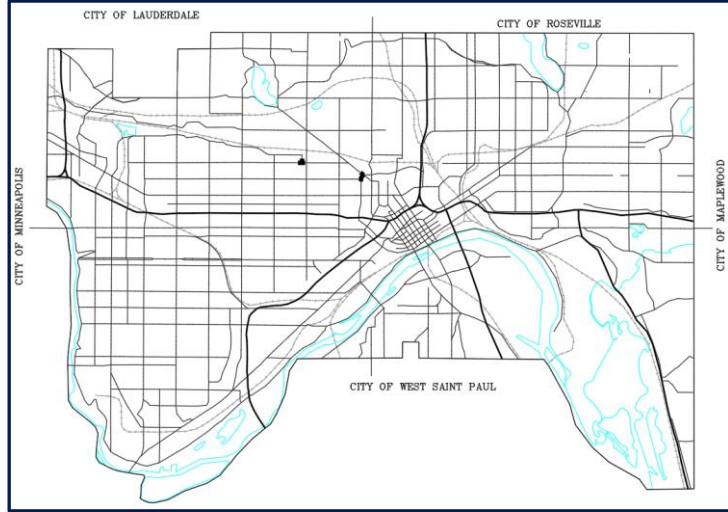 CITY OF LAUDERDALE
CITY OF ROSEVILLE
CITY OF MINNEAPOLIS
CITY OF MAPLEWOOD
CITY OF WEST SAINT PAUL